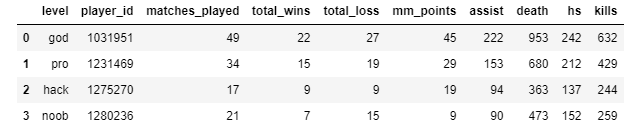 level player_id matches_played total_wins total_loss mm_points assist death hs kills
0 god 1031951 49 22 27 45 222 953 242 632
1 pro 1231469 34 15 19 29 153 680 212 429
2 hack 1275270 17 9 9 19 94 363 137 244
3 noob 1280236 21 7 15 9 90 473 152 259